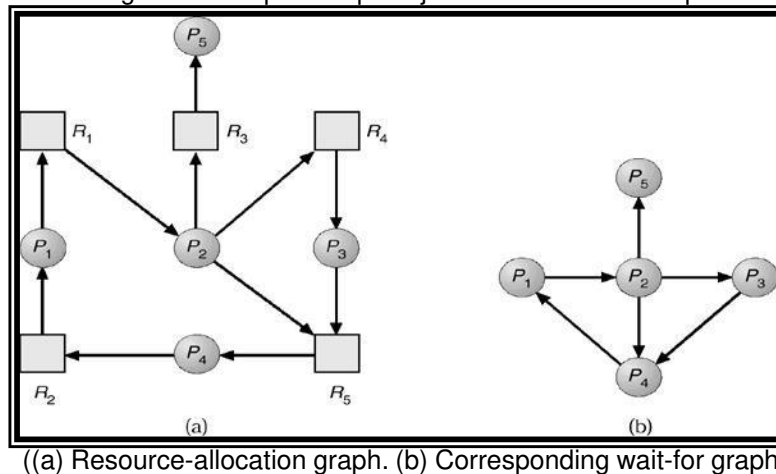 P5
R1 R3 R4
P5
P1 P2 P3 P1 P2 P3
P4 P4
R2 R5
(a) (b)
((a) Resource-allocation graph. (b) Corresponding wait-for graph